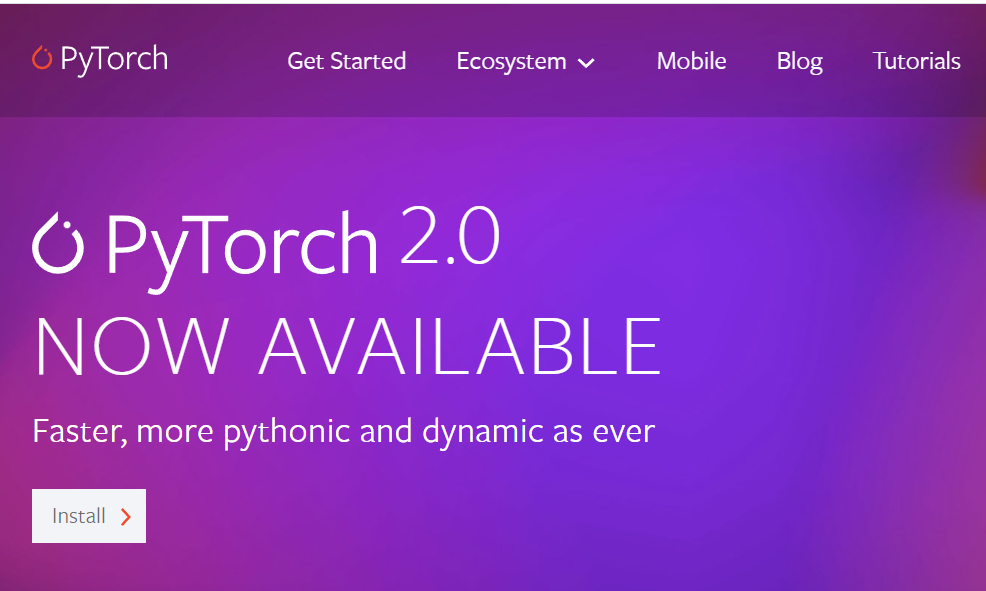 PyTorch Get Started Ecosystem Mobile Blog Tutorials
PyTorch 2.0
NOW AVAILABLE
Faster, more pythonic and dynamic as ever
Install